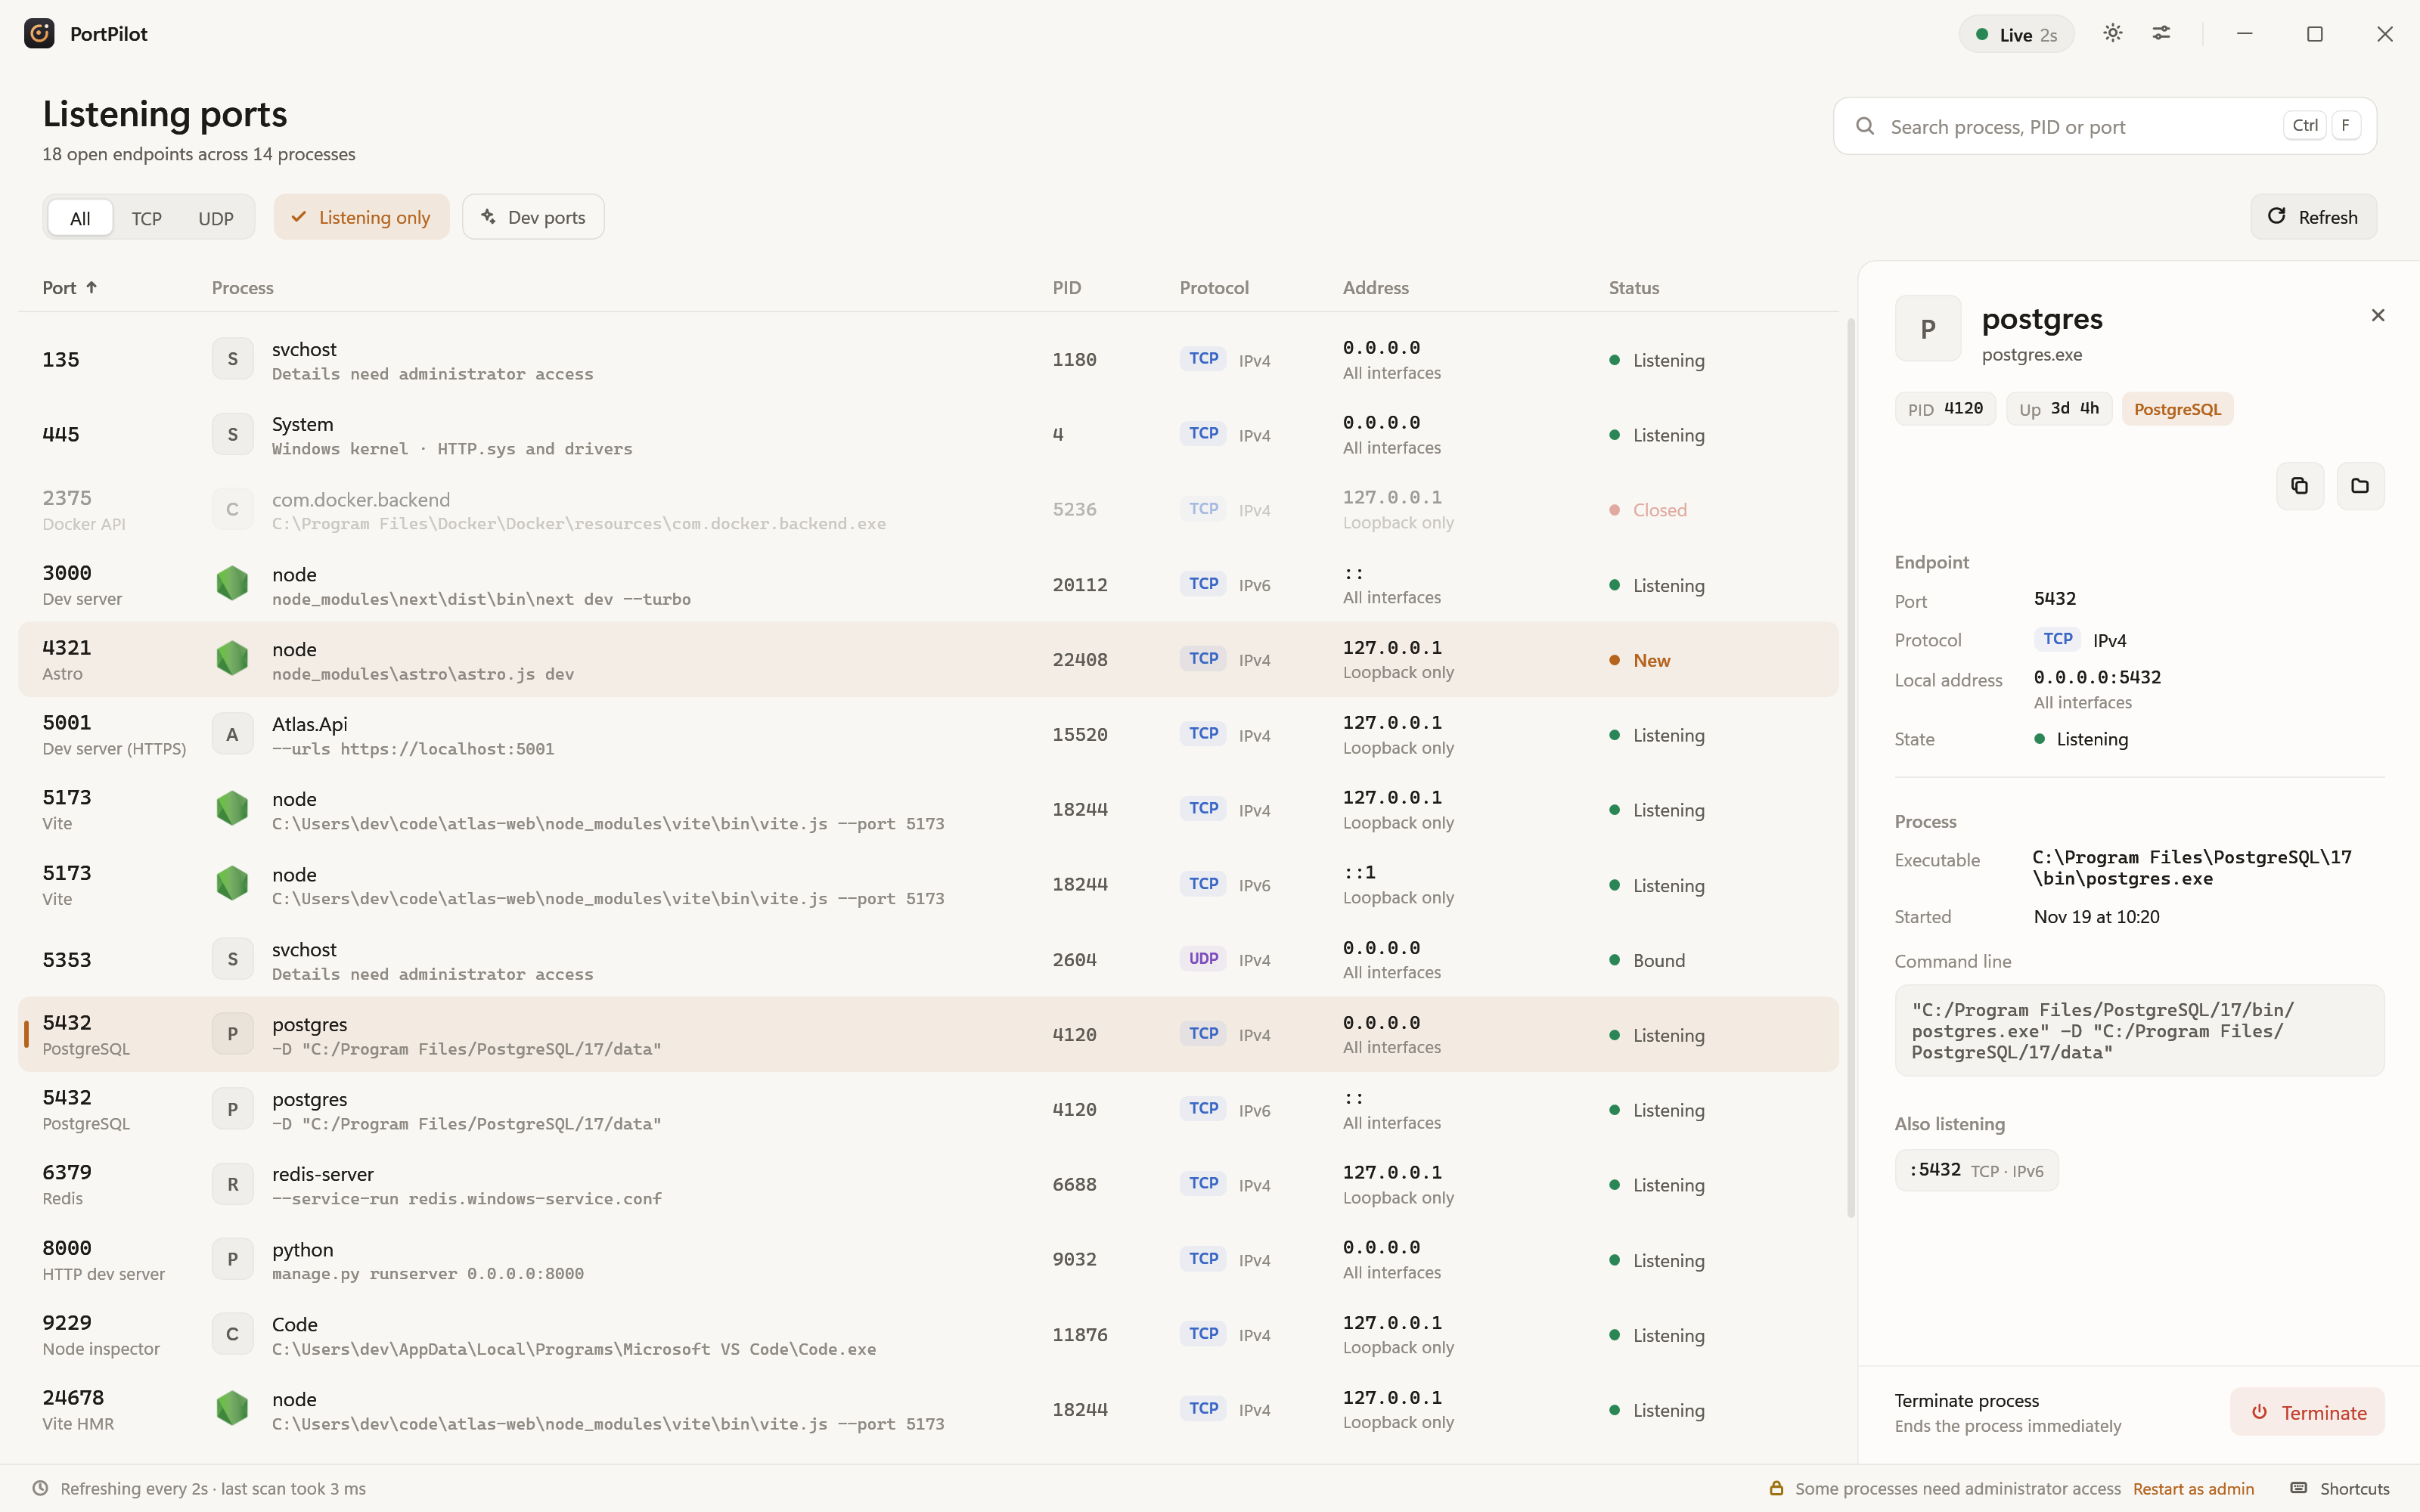 PortPilot
Live 2s
Listening ports
18 open endpoints across 14 processes
Search process, PID or port
Ctrl F
All TCP UDP Listening only Dev ports
Refresh
Port Process PID Protocol Address Status
135 S svchost 1180 TCP IPv4 0.0.0.0 Listening
Details need administrator access All interfaces
445 S System 4 TCP IPv4 0.0.0.0 Listening
Windows kernel · HTTP.sys and drivers All interfaces
2375 C com.docker.backend 5236 TCP IPv4 127.0.0.1 Closed
Docker API C:\Program Files\Docker\Docker\resources\com.docker.backend.exe Loopback only
3000 node 20112 TCP IPv6 :: Listening
Dev server node_modules\next\dist\bin\next dev --turbo All interfaces
4321 node 22408 TCP IPv4 127.0.0.1 New
Astro node_modules\astro\astro.js dev Loopback only
5001 A Atlas.Api 15520 TCP IPv4 127.0.0.1 Listening
Dev server (HTTPS) --urls https://localhost:5001 Loopback only
5173 node 18244 TCP IPv4 127.0.0.1 Listening
Vite C:\Users\dev\code\atlas-web\node_modules\vite\bin\vite.js --port 5173 Loopback only
5173 node 18244 TCP IPv6 ::1 Listening
Vite C:\Users\dev\code\atlas-web\node_modules\vite\bin\vite.js --port 5173 Loopback only
5353 S svchost 2604 UDP IPv4 0.0.0.0 Bound
Details need administrator access All interfaces
5432 P postgres 4120 TCP IPv4 0.0.0.0 Listening
PostgreSQL -D "C:/Program Files/PostgreSQL/17/data" All interfaces
5432 P postgres 4120 TCP IPv6 :: Listening
PostgreSQL -D "C:/Program Files/PostgreSQL/17/data" All interfaces
6379 R redis-server 6688 TCP IPv4 127.0.0.1 Listening
Redis --service-run redis.windows-service.conf Loopback only
8000 P python 9032 TCP IPv4 0.0.0.0 Listening
HTTP dev server manage.py runserver 0.0.0.0:8000 All interfaces
9229 C Code 11876 TCP IPv4 127.0.0.1 Listening
Node inspector C:\Users\dev\AppData\Local\Programs\Microsoft VS Code\Code.exe Loopback only
24678 node 18244 TCP IPv4 127.0.0.1 Listening
Vite HMR C:\Users\dev\code\atlas-web\node_modules\vite\bin\vite.js --port 5173 Loopback only
P postgres
postgres.exe
PID 4120 Up 3d 4h PostgreSQL
Endpoint
Port 5432
Protocol TCP IPv4
Local address 0.0.0.0:5432
All interfaces
State Listening
Process
Executable C:\Program Files\PostgreSQL\17
\bin\postgres.exe
Started Nov 19 at 10:20
Command line
"C:/Program Files/PostgreSQL/17/bin/
postgres.exe" -D "C:/Program Files/
PostgreSQL/17/data"
Also listening
:5432 TCP · IPv6
Terminate process
Ends the process immediately
Terminate
Refreshing every 2s · last scan took 3 ms
Some processes need administrator access Restart as admin Shortcuts